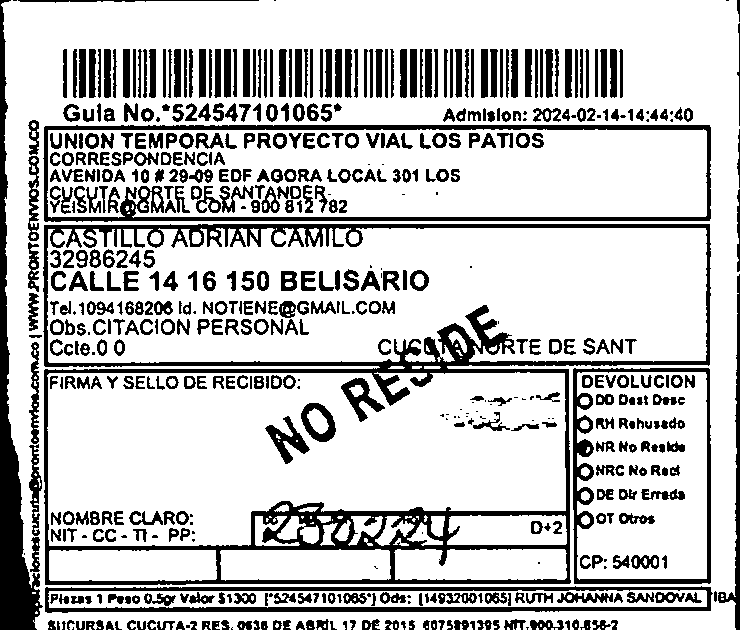 Guia No.*524547101065*
Admision: 2024-02-14-14:44:40
UNION TEMPORAL PROYECTO VIAL LOS PATIOS
CORRESPONDENCIA
AVENIDA 10 # 29-09 EDF AGORA LOCAL 301 LOS
CUCUTA NORTE DE SANTANDER
YEISMIR@GMAIL COM - 900 812 782
CASTILLO ADRIAN CAMILO
32986245
CALLE 14 16 150 BELISARIO
Tel.1094168206 Id. NOTIENE@GMAIL.COM
Obs.CITACION PERSONAL
Ccte.0 0
CUCUTA NORTE DE SANT
NO RESIDE
FIRMA Y SELLO DE RECIBIDO:
DEVOLUCION
DD Dest Desc
RH Rehusado
NR No Reside
NRC No Recl
DE Dir Errada
OT Otros
NOMBRE CLARO:
NIT - CC - TI - PP:
230224
D+2
CP: 540001
Piezas 1 Peso 0.5gr Valor $1300 [*524547101065*] Ods: [14932001065] RUTH JOHANNA SANDOVAL TIBA
SUCURSAL CUCUTA-2 RES. 0636 DE ABRIL 17 DE 2015 6075891395 NIT.900.310.856-2
operacionescucuta@prontoenvios.com.co | WWW.PRONTOENVIOS.COM.CO